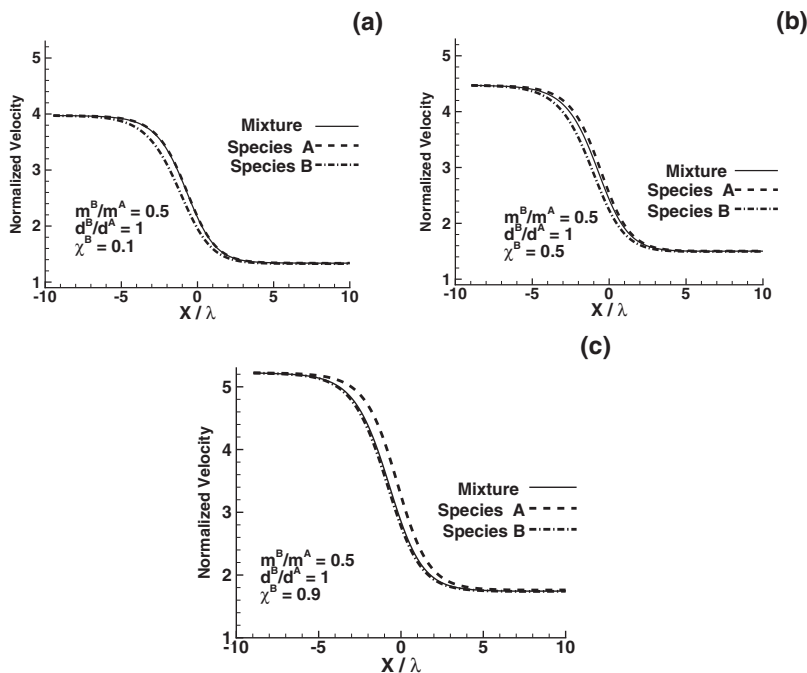 (a)
Normalized Velocity
5
4
3
2
1
-10
-5
0
5
10
X / λ
Mixture
Species A
Species B
m^B/m^A = 0.5
d^B/d^A = 1
χ^B = 0.1
(b)
Normalized Velocity
5
4
3
2
1
-10
-5
0
5
10
X / λ
Mixture
Species A
Species B
m^B/m^A = 0.5
d^B/d^A = 1
χ^B = 0.5
(c)
Normalized Velocity
5
4
3
2
1
-10
-5
0
5
10
X / λ
Mixture
Species A
Species B
m^B/m^A = 0.5
d^B/d^A = 1
χ^B = 0.9